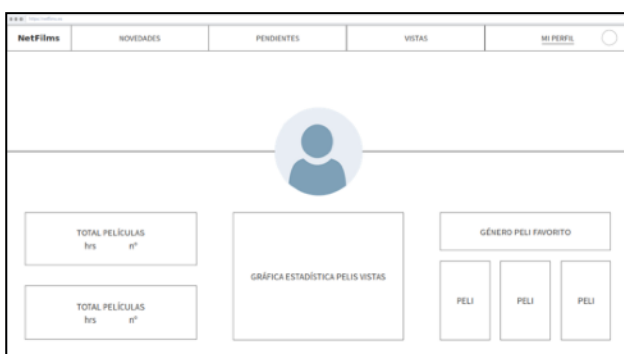 NetFilms
NOVEDADES
PENDIENTES
VISTAS
MI PERFIL
TOTAL PELÍCULAS
hrs nº
TOTAL PELÍCULAS
hrs nº
GRÁFICA ESTADÍSTICA PELIS VISTAS
GÉNERO PELI FAVORITO
PELI
PELI
PELI